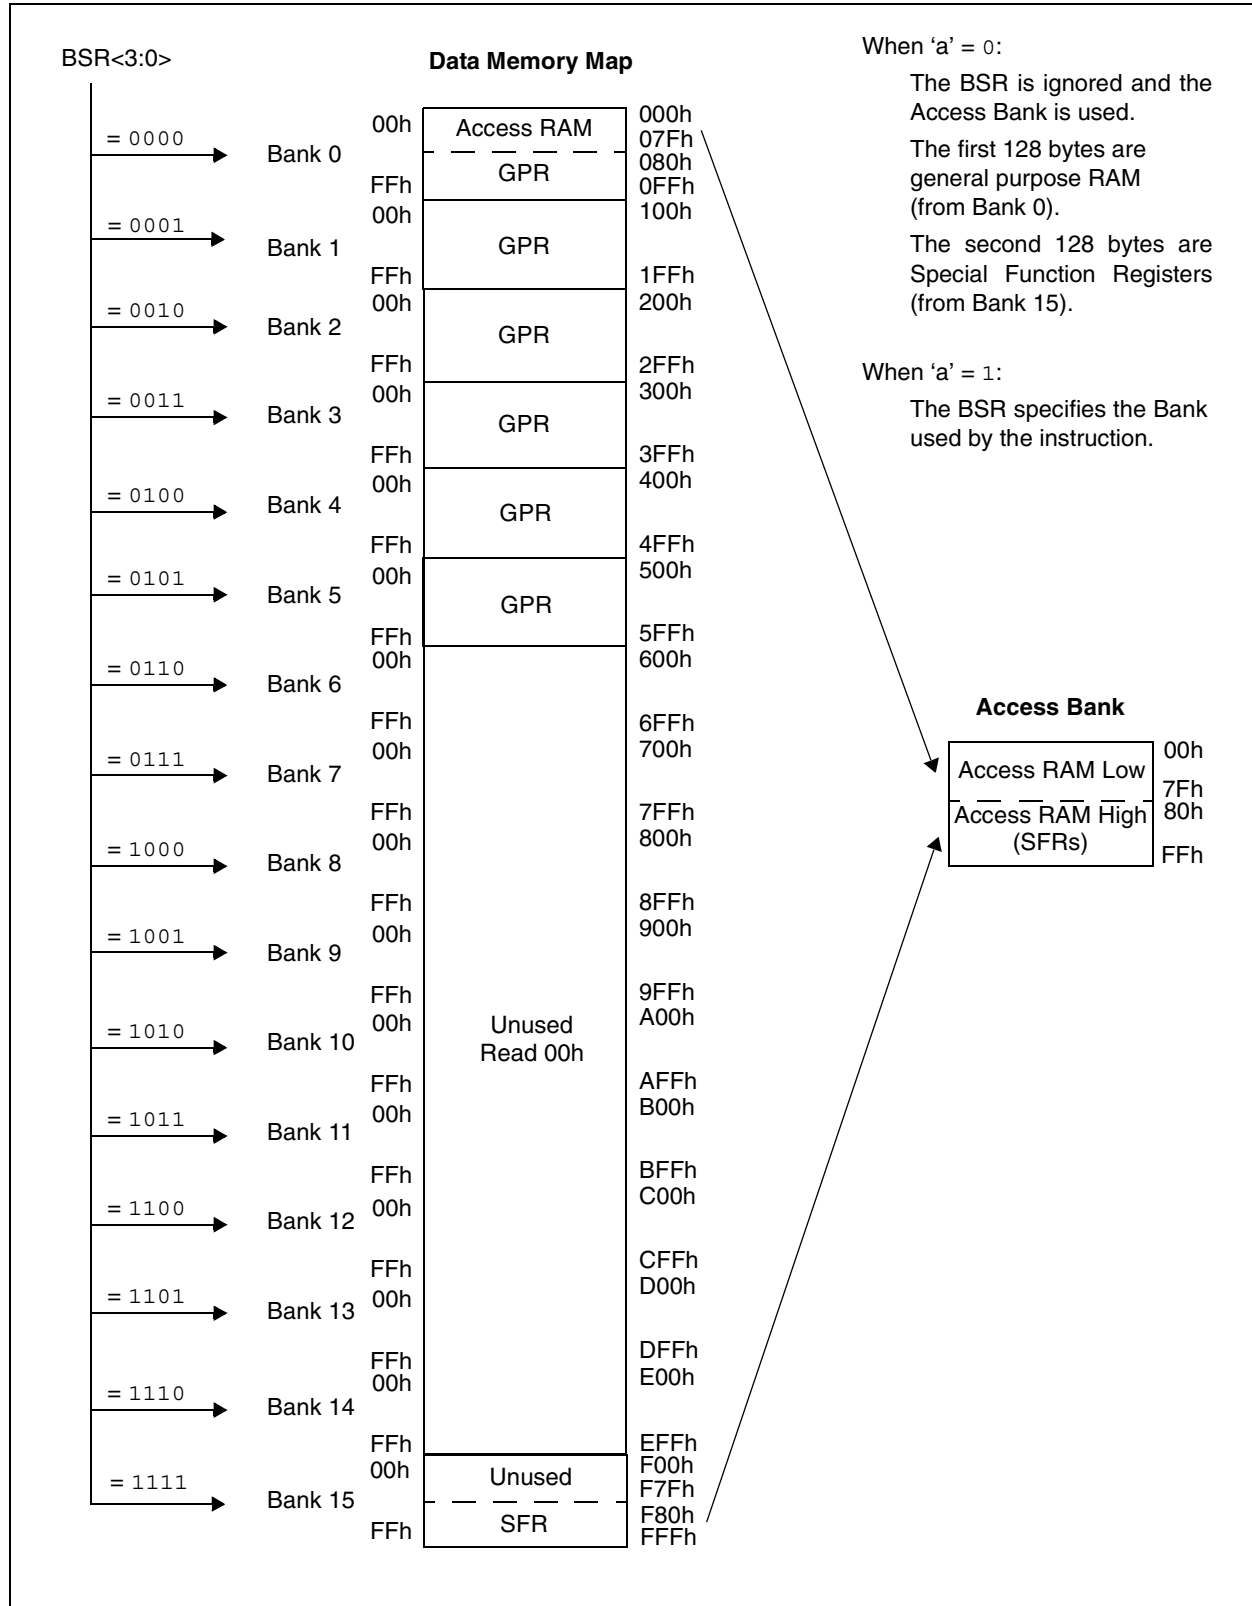 BSR<3:0>
Data Memory Map
When ‘a’ = 0:
The BSR is ignored and the
Access Bank is used.
The first 128 bytes are
general purpose RAM
(from Bank 0).
The second 128 bytes are
Special Function Registers
(from Bank 15).
When ‘a’ = 1:
The BSR specifies the Bank
used by the instruction.
= 0000
Bank 0
00h
FFh
Access RAM
GPR
000h
07Fh
080h
0FFh
= 0001
Bank 1
00h
FFh
GPR
100h
1FFh
= 0010
Bank 2
00h
FFh
GPR
200h
2FFh
= 0011
Bank 3
00h
FFh
GPR
300h
3FFh
= 0100
Bank 4
00h
FFh
GPR
400h
4FFh
= 0101
Bank 5
00h
FFh
GPR
500h
5FFh
= 0110
Bank 6
00h
FFh
600h
6FFh
= 0111
Bank 7
00h
FFh
700h
7FFh
= 1000
Bank 8
00h
FFh
800h
8FFh
= 1001
Bank 9
00h
FFh
900h
9FFh
= 1010
Bank 10
00h
FFh
Unused
Read 00h
A00h
AFFh
= 1011
Bank 11
00h
FFh
B00h
BFFh
= 1100
Bank 12
00h
FFh
C00h
CFFh
= 1101
Bank 13
00h
FFh
D00h
DFFh
= 1110
Bank 14
00h
FFh
E00h
EFFh
= 1111
Bank 15
00h
FFh
Unused
SFR
F00h
F7Fh
F80h
FFFh
Access Bank
Access RAM Low
Access RAM High
(SFRs)
00h
7Fh
80h
FFh